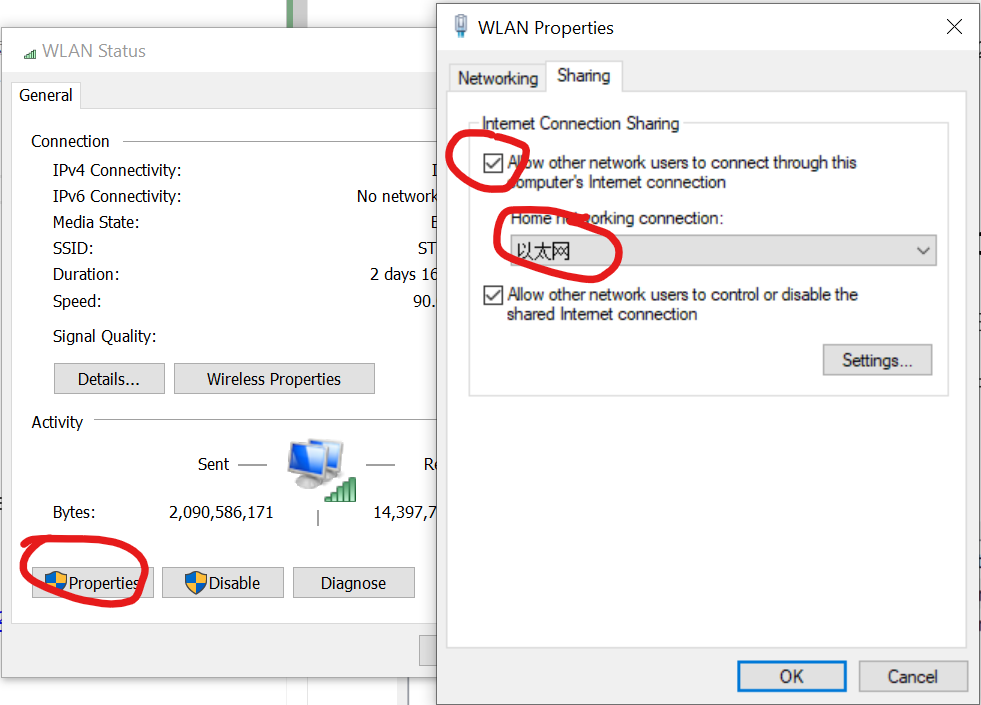 WLAN Status
General
Connection
IPv4 Connectivity:
IPv6 Connectivity: No network
Media State:
SSID: ST
Duration: 2 days 16
Speed: 90.
Signal Quality:
Details... Wireless Properties
Activity
Sent
Bytes: 2,090,586,171 14,397,7
Properties Disable Diagnose
WLAN Properties
Networking Sharing
Internet Connection Sharing
Allow other network users to connect through this
computer's Internet connection
Home networking connection:
以太网
Allow other network users to control or disable the
shared Internet connection
Settings...
OK Cancel